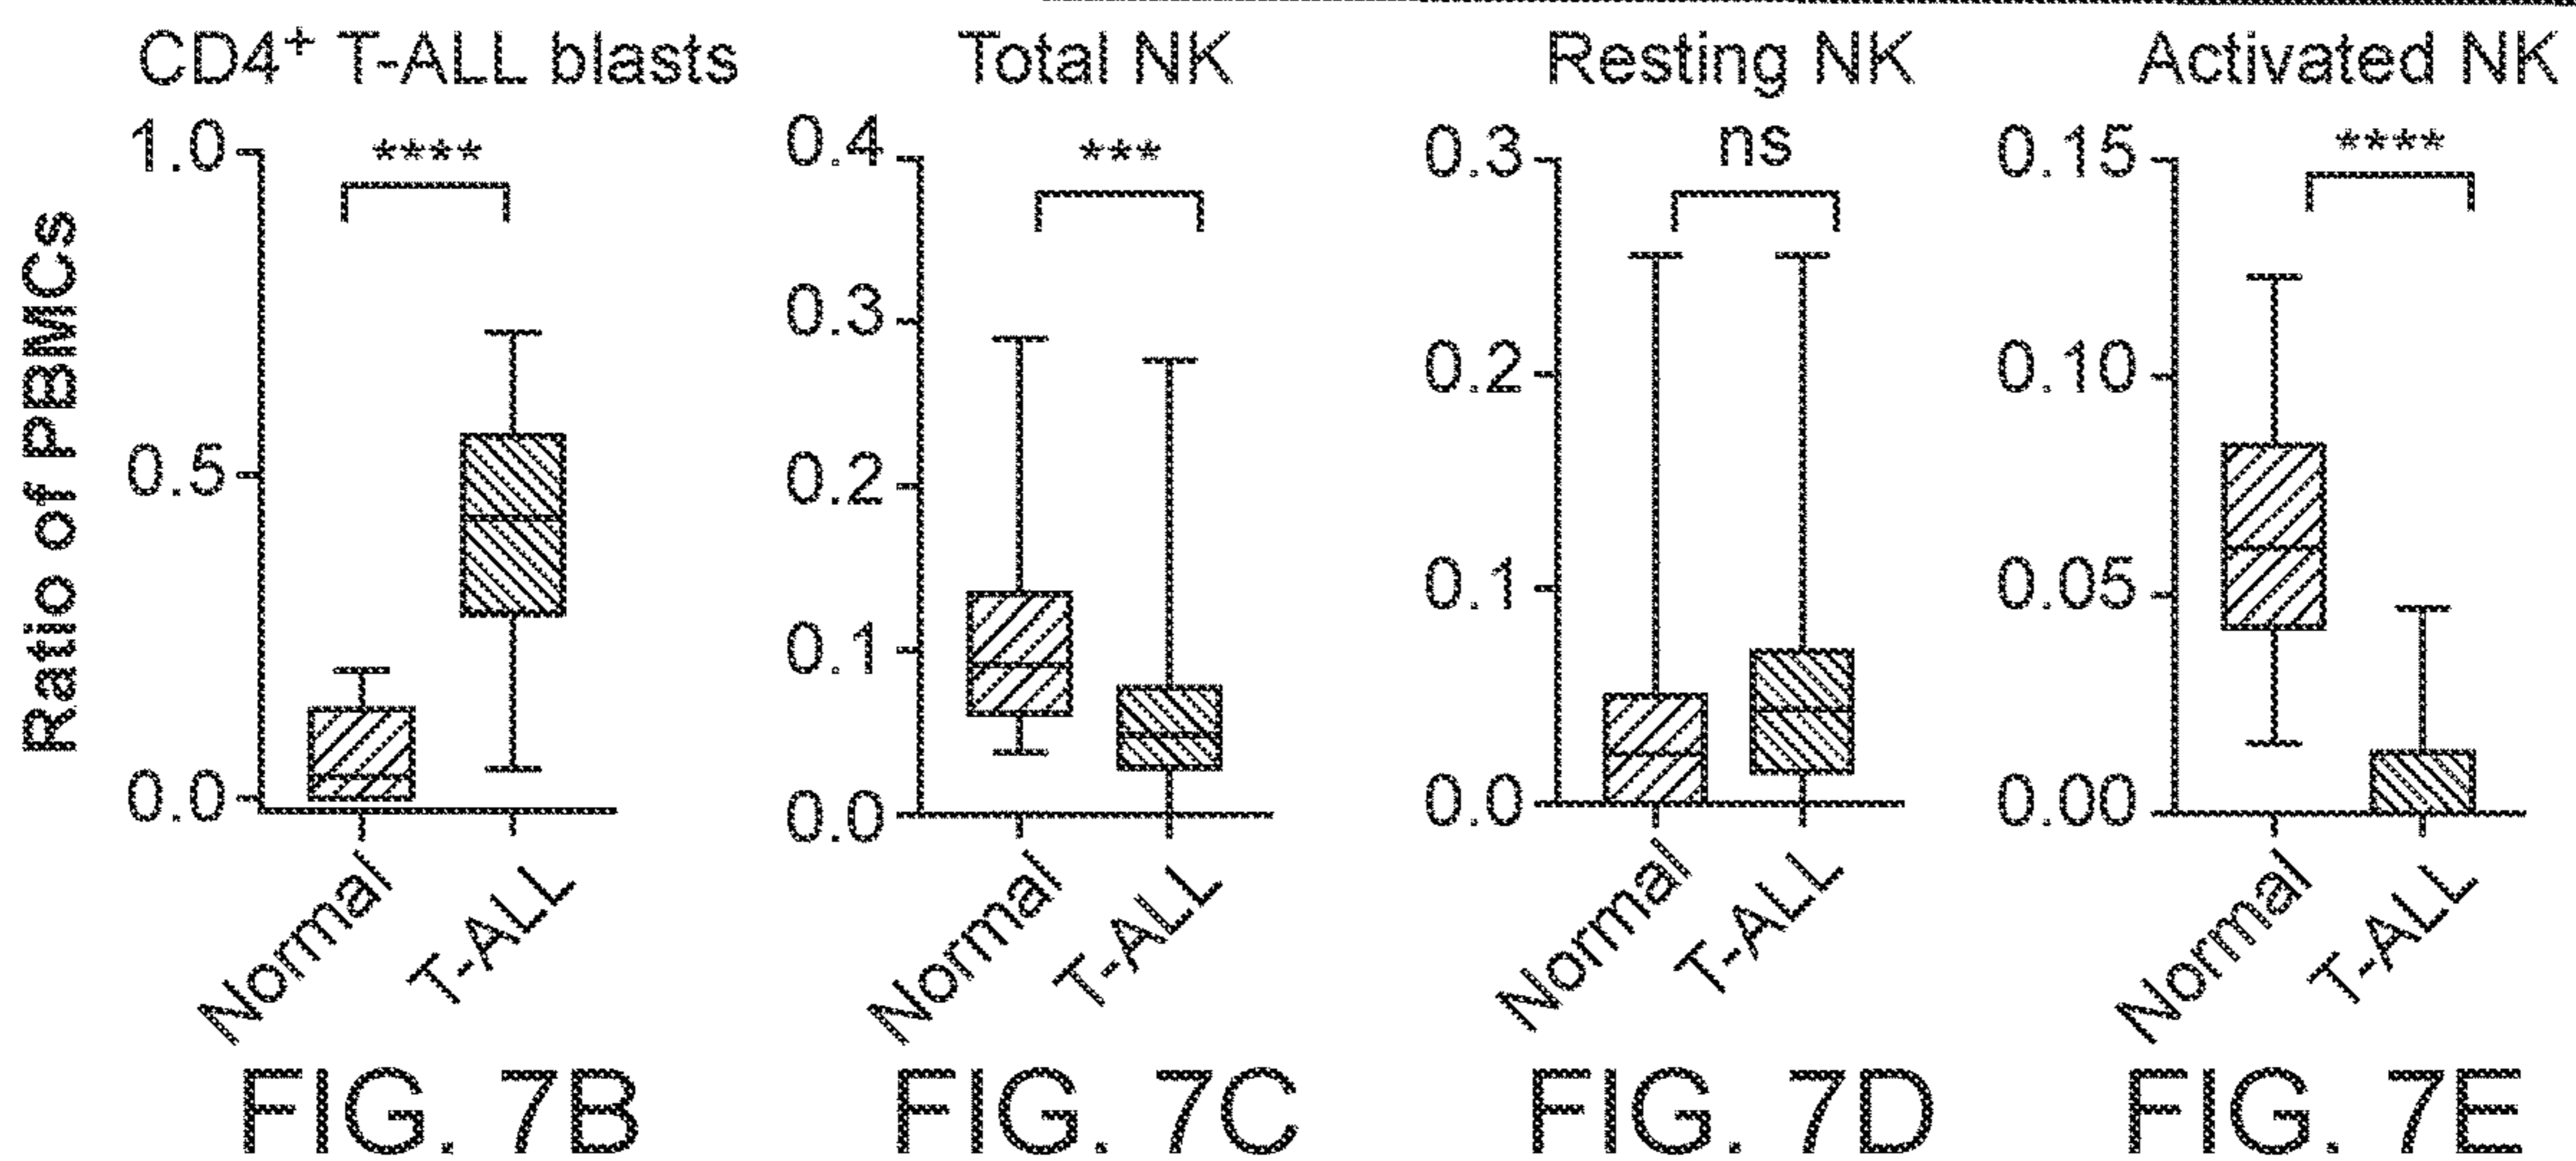 CD4⁺ T-ALL blasts
Ratio of PBMCs
1.0
0.5
0.0
****
Normal
T-ALL
FIG. 7B
Total NK
0.4
0.3
0.2
0.1
0.0
***
Normal
T-ALL
FIG. 7C
Resting NK
0.3
0.2
0.1
0.0
ns
Normal
T-ALL
FIG. 7D
Activated NK
0.15
0.10
0.05
0.00
****
Normal
T-ALL
FIG. 7E